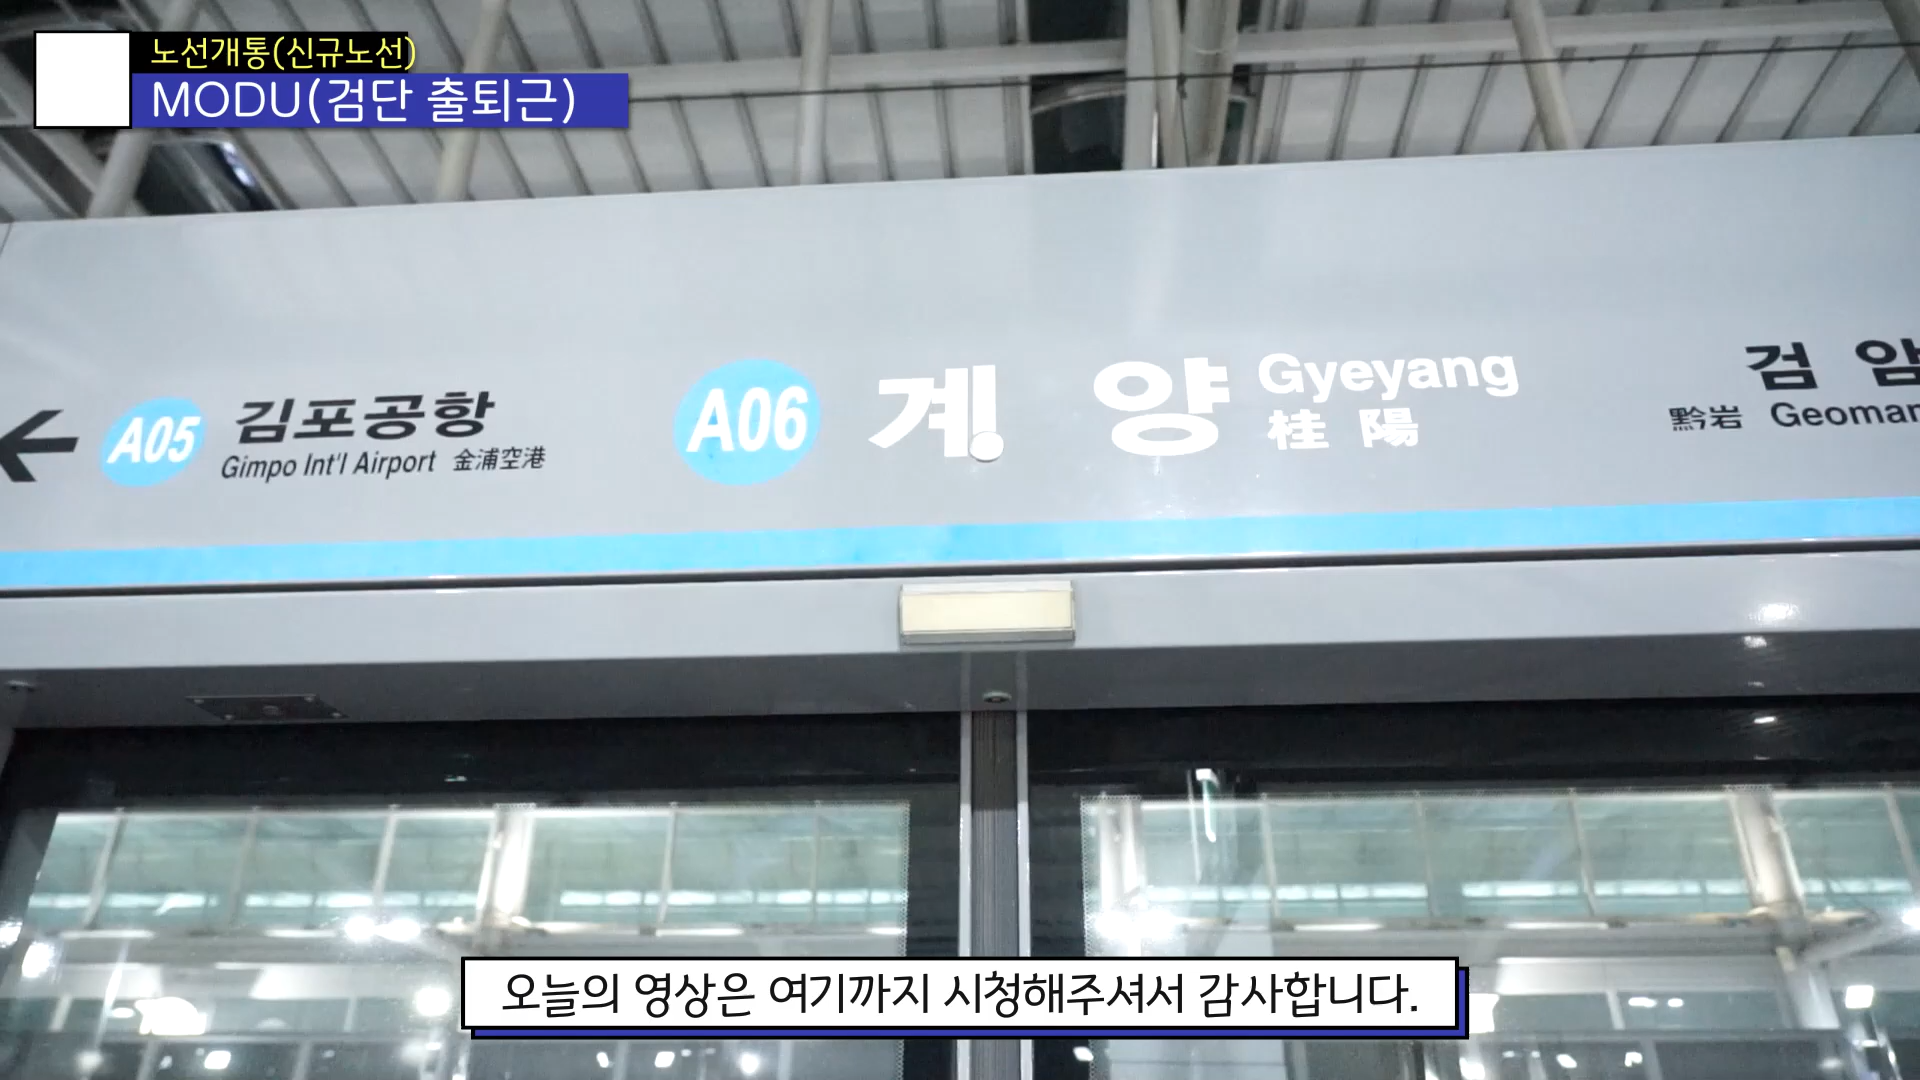 노선개통(신규노선)
MODU(검단 출퇴근)
A05 김포공항
Gimpo Int'l Airport 金浦空港
A06 계 양 Gyeyang
桂 陽
검
黔岩
오늘의 영상은 여기까지 시청해주셔서 감사합니다.